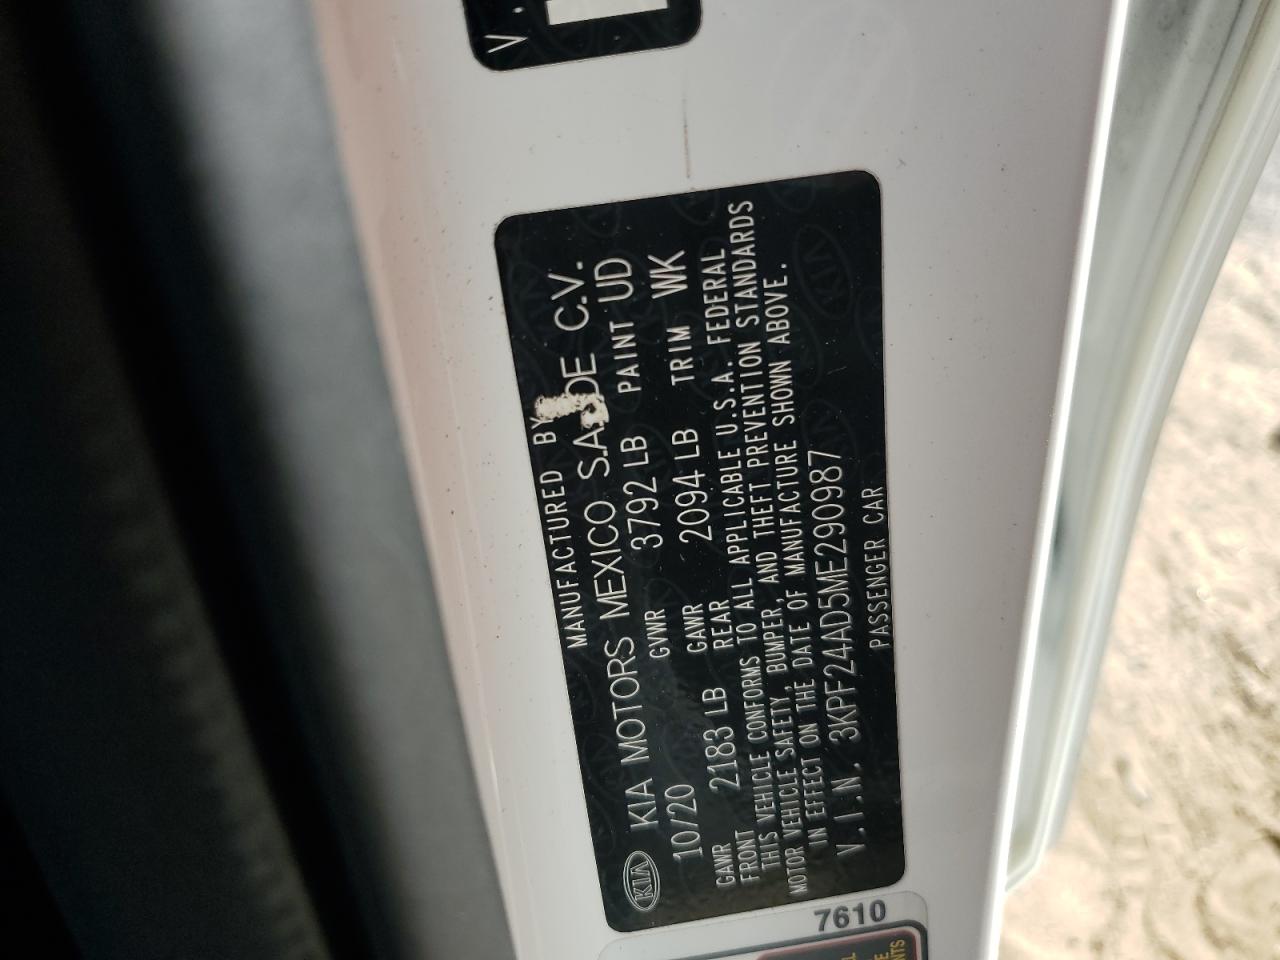 V.
MANUFACTURED BY
KIA KIA MOTORS MEXICO S.A. DE C.V.
10/20 GVWR 3792 LB PAINT UD
GAWR FRONT 2183 LB GAWR REAR 2094 LB TRIM WK
THIS VEHICLE CONFORMS TO ALL APPLICABLE U.S.A. FEDERAL
MOTOR VEHICLE SAFETY, BUMPER, AND THEFT PREVENTION STANDARDS
IN EFFECT ON THE DATE OF MANUFACTURE SHOWN ABOVE.
V.I.N. 3KPF24AD5ME290987
PASSENGER CAR
7610